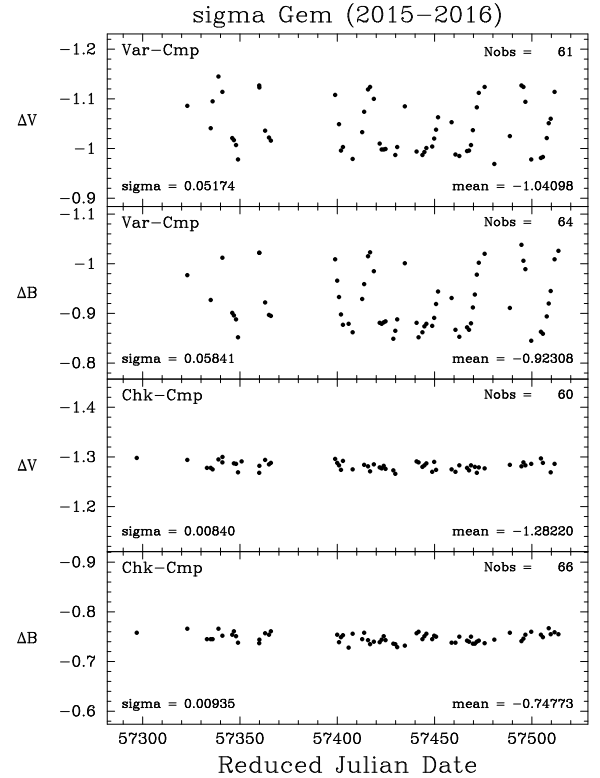 sigma Gem (2015-2016)
-1.2
Var-Cmp Nobs = 61
-1.1
ΔV
-1
sigma = 0.05174 mean = -1.04098
-0.9
-1.1
Var-Cmp Nobs = 64
-1
ΔB
-0.9
sigma = 0.05841 mean = -0.92308
-0.8
Chk-Cmp Nobs = 60
-1.4
ΔV
-1.3
-1.2
sigma = 0.00840 mean = -1.28220
-0.9
Chk-Cmp Nobs = 66
-0.8
ΔB
-0.7
sigma = 0.00935 mean = -0.74773
-0.6
57300 57350 57400 57450 57500
Reduced Julian Date